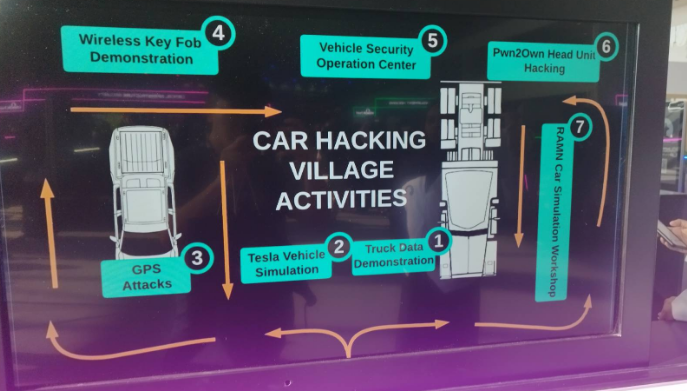 4
Wireless Key Fob
Demonstration
5
Vehicle Security
Operation Center
6
Pwn2Own Head Unit
Hacking
CAR HACKING
VILLAGE
ACTIVITIES
7
RAMN Car Simulation Workshop
3
GPS
Attacks
2
Tesla Vehicle
Simulation
1
Truck Data
Demonstration